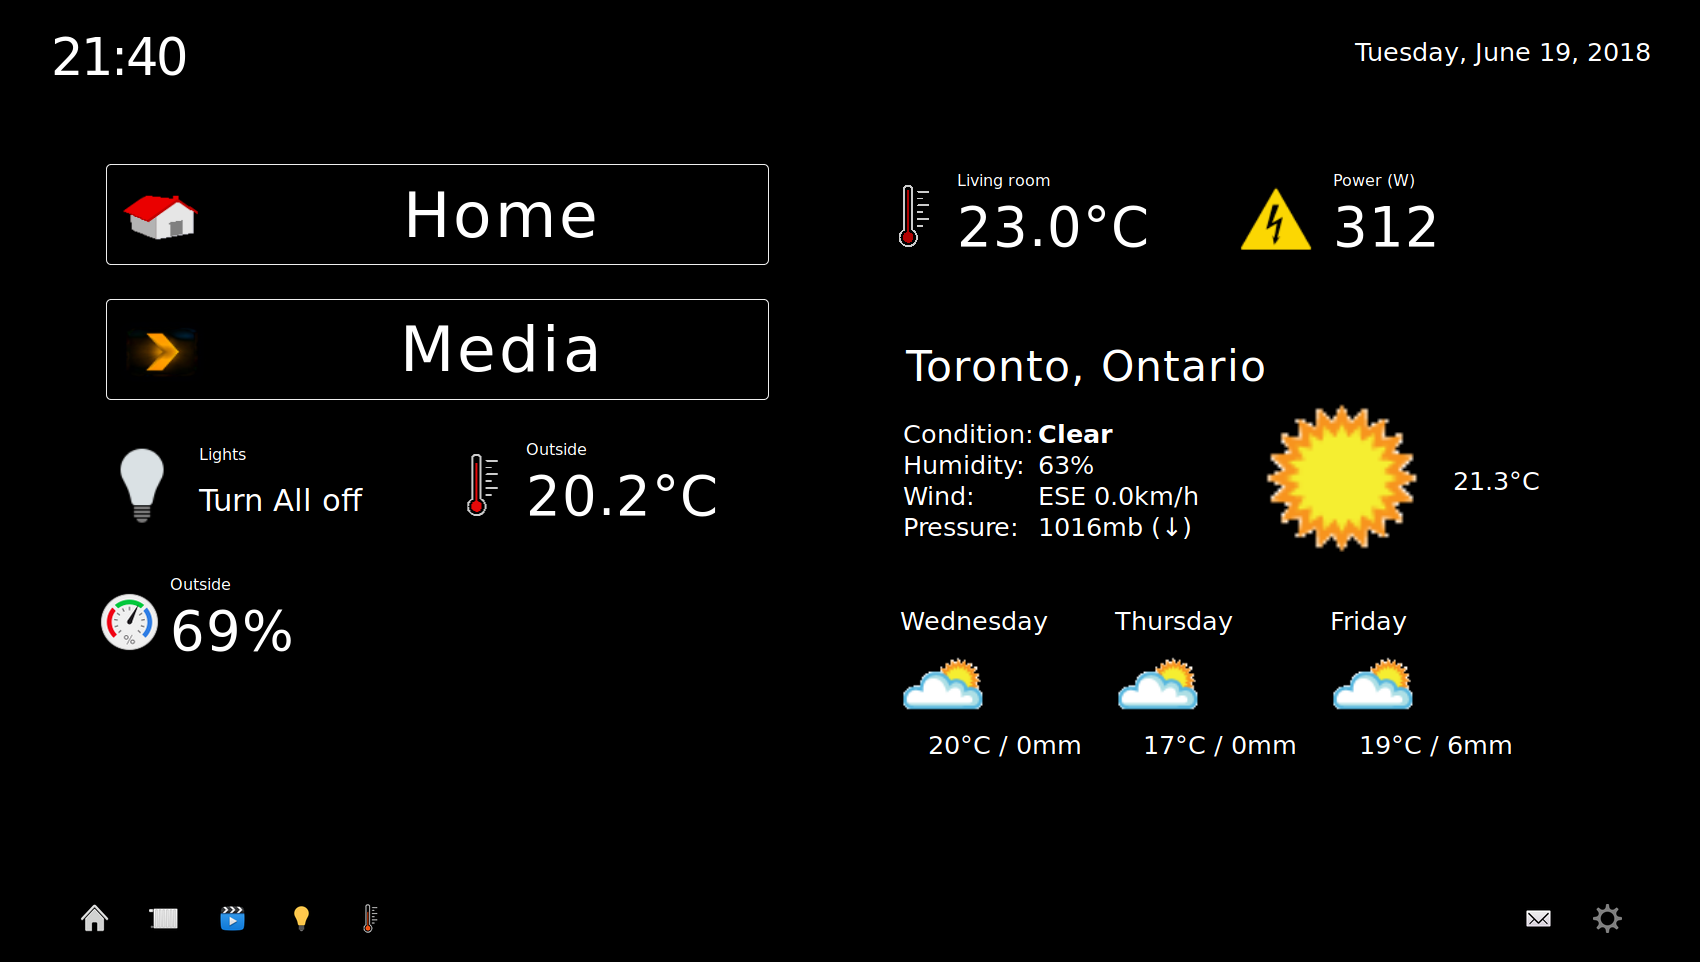 21:40
Tuesday, June 19, 2018
Home
Media
Lights
Turn All off
Outside
20.2°C
Outside
69%
Living room
23.0°C
Power (W)
312
Toronto, Ontario
Condition: Clear
Humidity: 63%
Wind: ESE 0.0km/h
Pressure: 1016mb (↓)
21.3°C
Wednesday Thursday Friday
20°C / 0mm 17°C / 0mm 19°C / 6mm